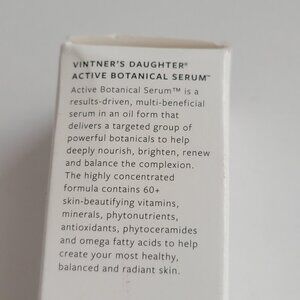 VINTNER'S DAUGHTER®
ACTIVE BOTANICAL SERUM™
Active Botanical Serum™ is a
results-driven, multi-beneficial
serum in an oil form that
delivers a targeted group of
powerful botanicals to help
deeply nourish, brighten, renew
and balance the complexion.
The highly concentrated
formula contains 60+
skin-beautifying vitamins,
minerals, phytonutrients,
antioxidants, phytoceramides
and omega fatty acids to help
create your most healthy,
balanced and radiant skin.